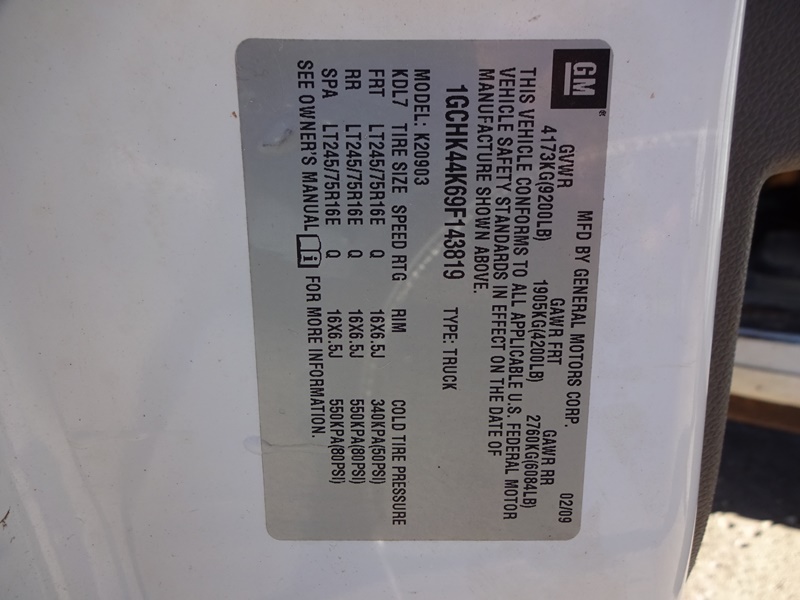 GM®
MFD BY GENERAL MOTORS CORP. 02/09
GVWR GAWR FRT GAWR RR
4173KG(9200LB) 1905KG(4200LB) 2760KG(6084LB)
THIS VEHICLE CONFORMS TO ALL APPLICABLE U.S. FEDERAL MOTOR
VEHICLE SAFETY STANDARDS IN EFFECT ON THE DATE OF
MANUFACTURE SHOWN ABOVE.
1GCHK44K69F143819 TYPE: TRUCK
MODEL: K20903
KDL7 TIRE SIZE SPEED RTG RIM COLD TIRE PRESSURE
FRT LT245/75R16E Q 16X6.5J 340KPA(50PSI)
RR LT245/75R16E Q 16X6.5J 550KPA(80PSI)
SPA LT245/75R16E Q 16X6.5J 550KPA(80PSI)
SEE OWNER'S MANUAL i FOR MORE INFORMATION.